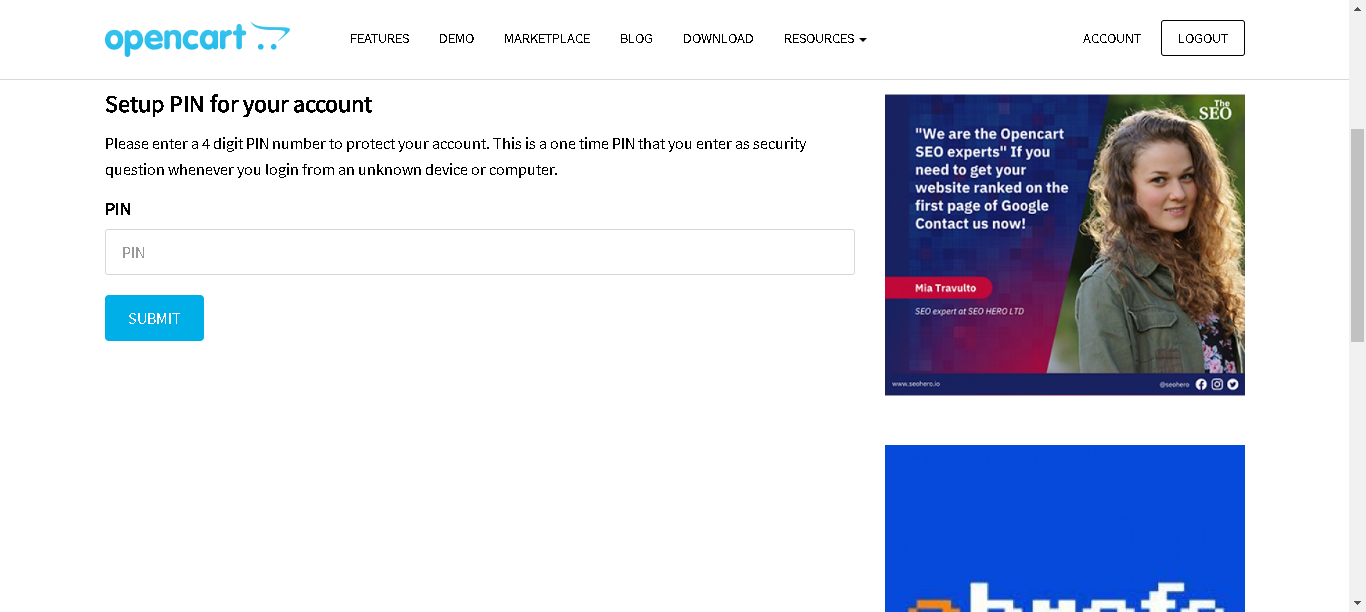 opencart
FEATURES
DEMO
MARKETPLACE
BLOG
DOWNLOAD
RESOURCES
ACCOUNT
LOGOUT
Setup PIN for your account
Please enter a 4 digit PIN number to protect your account. This is a one time PIN that you enter as security
question whenever you login from an unknown device or computer.
PIN
PIN
SUBMIT
The
SEO
"We are the Opencart
SEO experts" If you
need to get your
website ranked on the
first page of Google
Contact us now!
Mia Travulto
SEO expert at SEO HERO LTD
www.seohero.io
@seohero